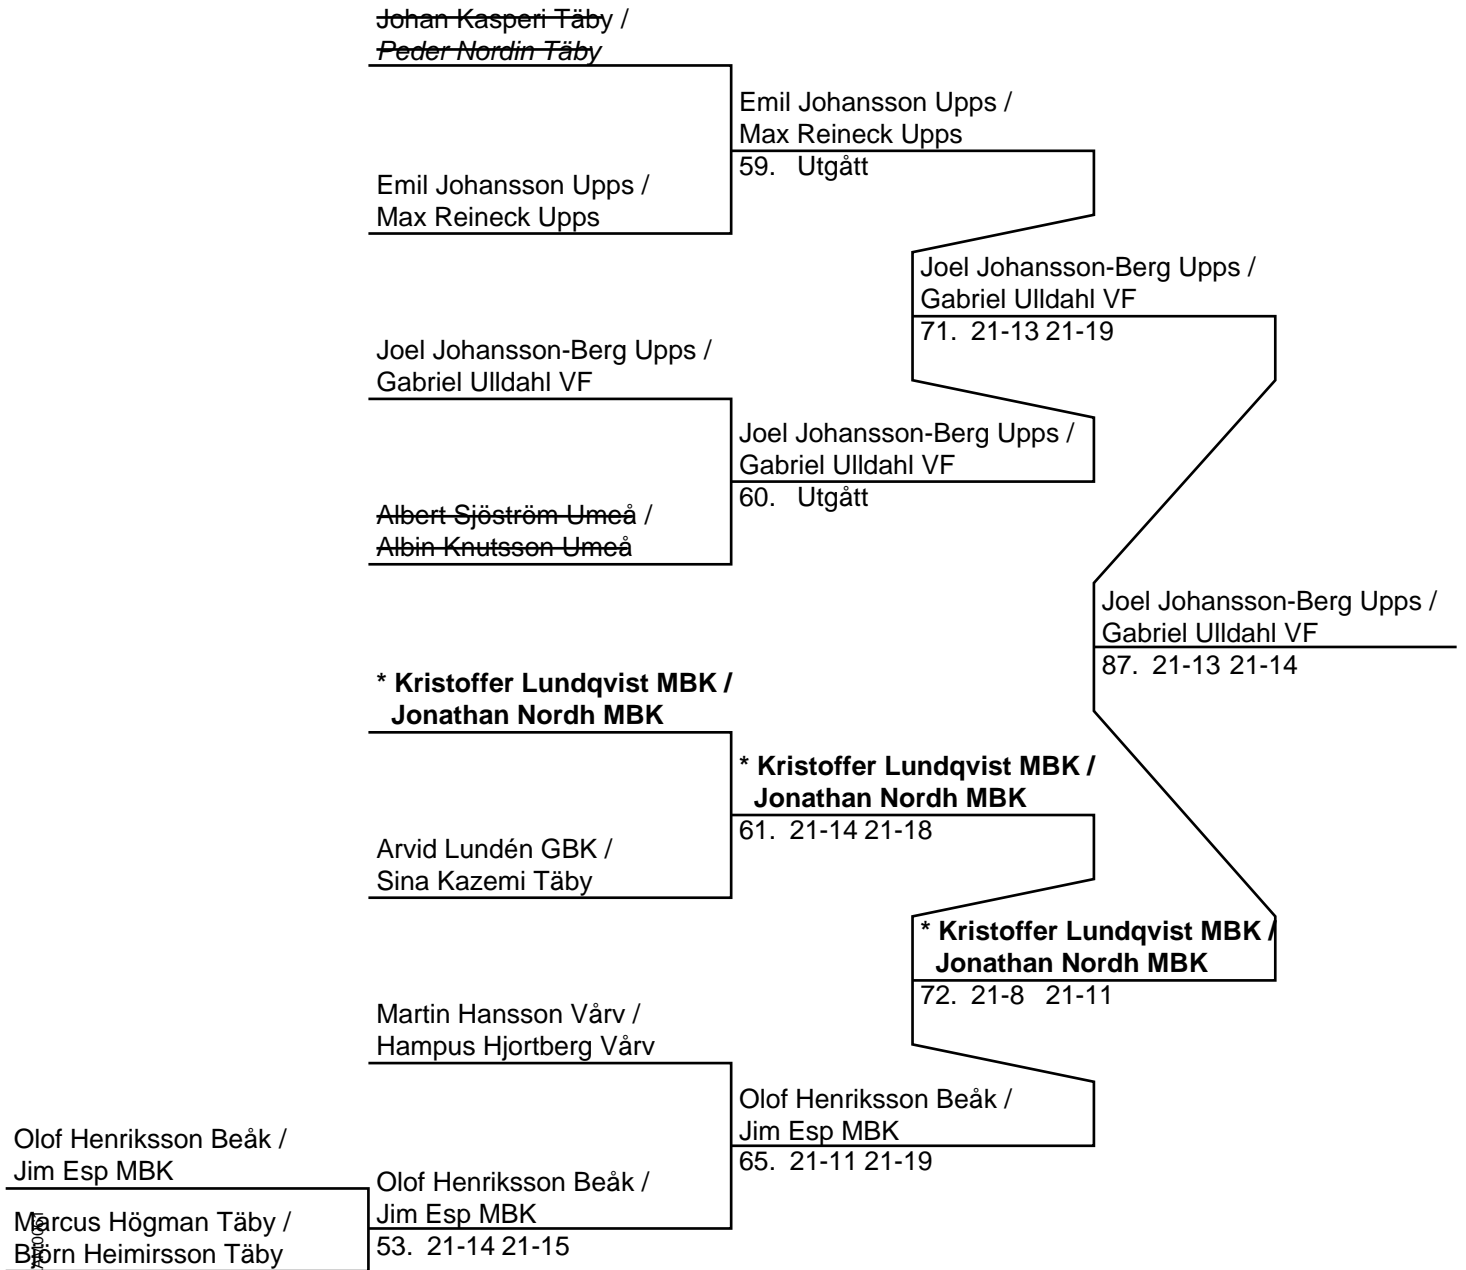 Johan Kasperi Täby /
Peder Nordin Täby
Emil Johansson Upps /
Max Reineck Upps
59. Utgått
Emil Johansson Upps /
Max Reineck Upps
Joel Johansson-Berg Upps /
Gabriel Ulldahl VF
71. 21-13 21-19
Joel Johansson-Berg Upps /
Gabriel Ulldahl VF
Joel Johansson-Berg Upps /
Gabriel Ulldahl VF
60. Utgått
Albert Sjöström Umeå /
Albin Knutsson Umeå
Joel Johansson-Berg Upps /
Gabriel Ulldahl VF
87. 21-13 21-14
* Kristoffer Lundqvist MBK /
Jonathan Nordh MBK
* Kristoffer Lundqvist MBK /
Jonathan Nordh MBK
61. 21-14 21-18
Arvid Lundén GBK /
Sina Kazemi Täby
* Kristoffer Lundqvist MBK /
Jonathan Nordh MBK
72. 21-8 21-11
Martin Hansson Vårv /
Hampus Hjortberg Vårv
Olof Henriksson Beåk /
Jim Esp MBK
65. 21-11 21-19
Olof Henriksson Beåk /
Jim Esp MBK
Olof Henriksson Beåk /
Jim Esp MBK
53. 21-14 21-15
Marcus Högman Täby /
Björn Heimirsson Täby